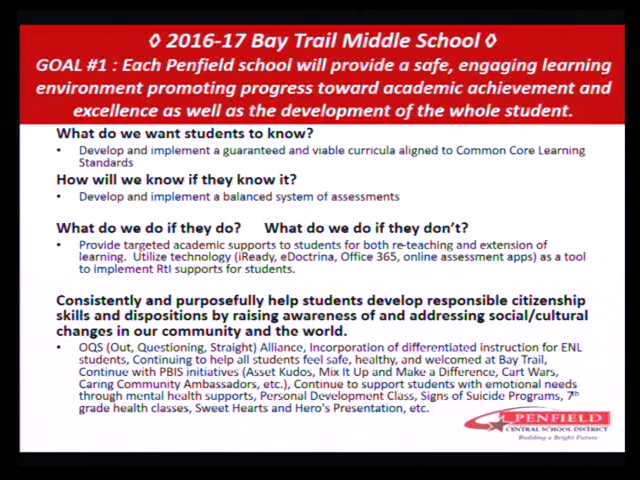 ◊ 2016-17 Bay Trail Middle School ◊
GOAL #1 : Each Penfield school will provide a safe, engaging learning
environment promoting progress toward academic achievement and
excellence as well as the development of the whole student.
What do we want students to know?
• Develop and implement a guaranteed and viable curricula aligned to Common Core Learning
Standards
How will we know if they know it?
• Develop and implement a balanced system of assessments
What do we do if they do? What do we do if they don't?
• Provide targeted academic supports to students for both re-teaching and extension of
learning. Utilize technology (iReady, eDoctrina, Office 365, online assessment apps) as a tool
to implement RtI supports for students.
Consistently and purposefully help students develop responsible citizenship
skills and dispositions by raising awareness of and addressing social/cultural
changes in our community and the world.
• OQS (Out, Questioning, Straight) Alliance, Incorporation of differentiated instruction for ENL
students, Continuing to help all students feel safe, healthy, and welcomed at Bay Trail,
Continue with PBIS initiatives (Asset Kudos, Mix It Up and Make a Difference, Cart Wars,
Caring Community Ambassadors, etc.), Continue to support students with emotional needs
through mental health supports, Personal Development Class, Signs of Suicide Programs, 7th
grade health classes, Sweet Hearts and Hero's Presentation, etc.
PENFIELD
CENTRAL SCHOOL DISTRICT
Building a Bright Future